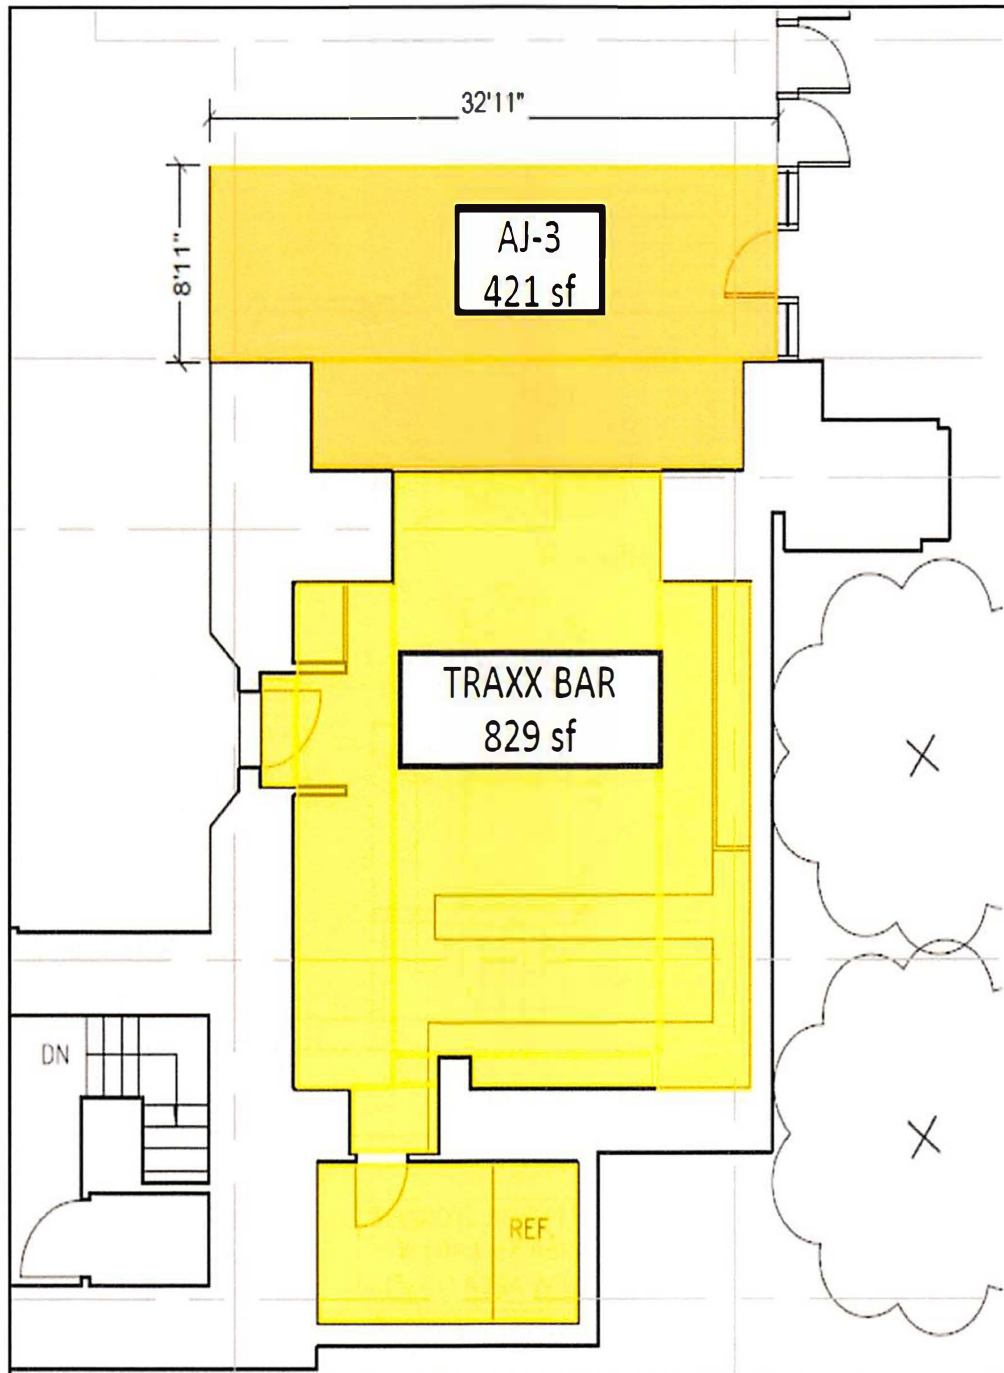 32'11"
8'11"
AJ-3
421 sf
TRAXX BAR
829 sf
DN
REF.